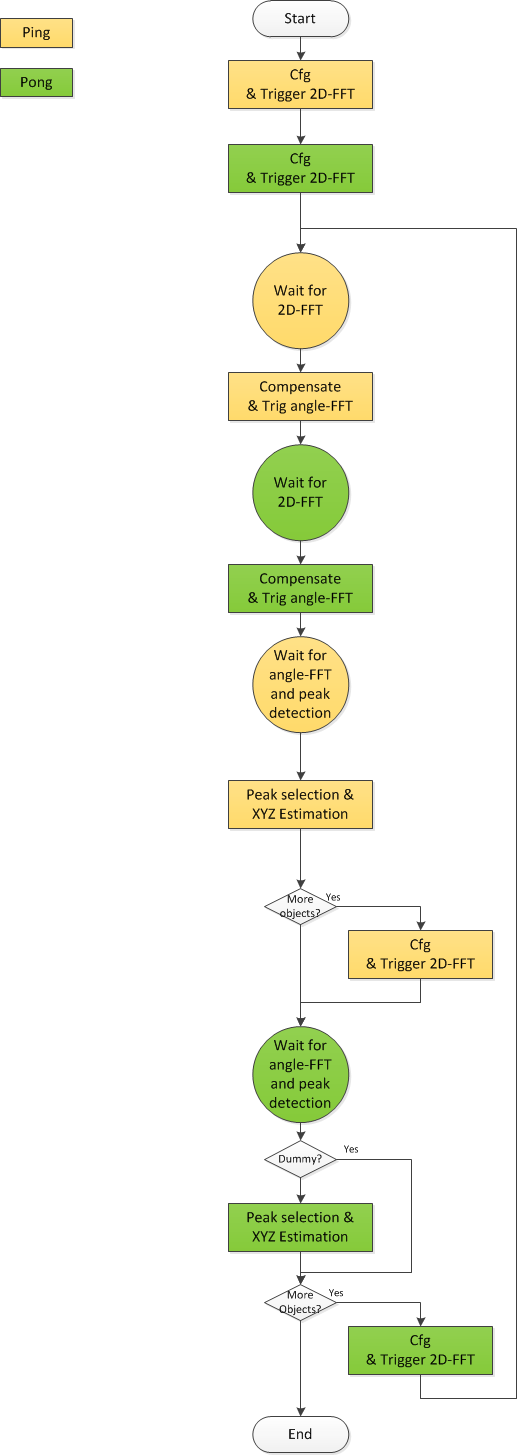 Start
Ping
Pong
Cfg
& Trigger 2D-FFT
Cfg
& Trigger 2D-FFT
Wait for
2D-FFT
Compensate
& Trig angle-FFT
Wait for
2D-FFT
Compensate
& Trig angle-FFT
Wait for
angle-FFT
and peak
detection
Peak selection &
XYZ Estimation
More
objects?
Yes
Cfg
& Trigger 2D-FFT
Wait for
angle-FFT
and peak
detection
Dummy?
Yes
Peak selection &
XYZ Estimation
More
Objects?
Yes
Cfg
& Trigger 2D-FFT
End